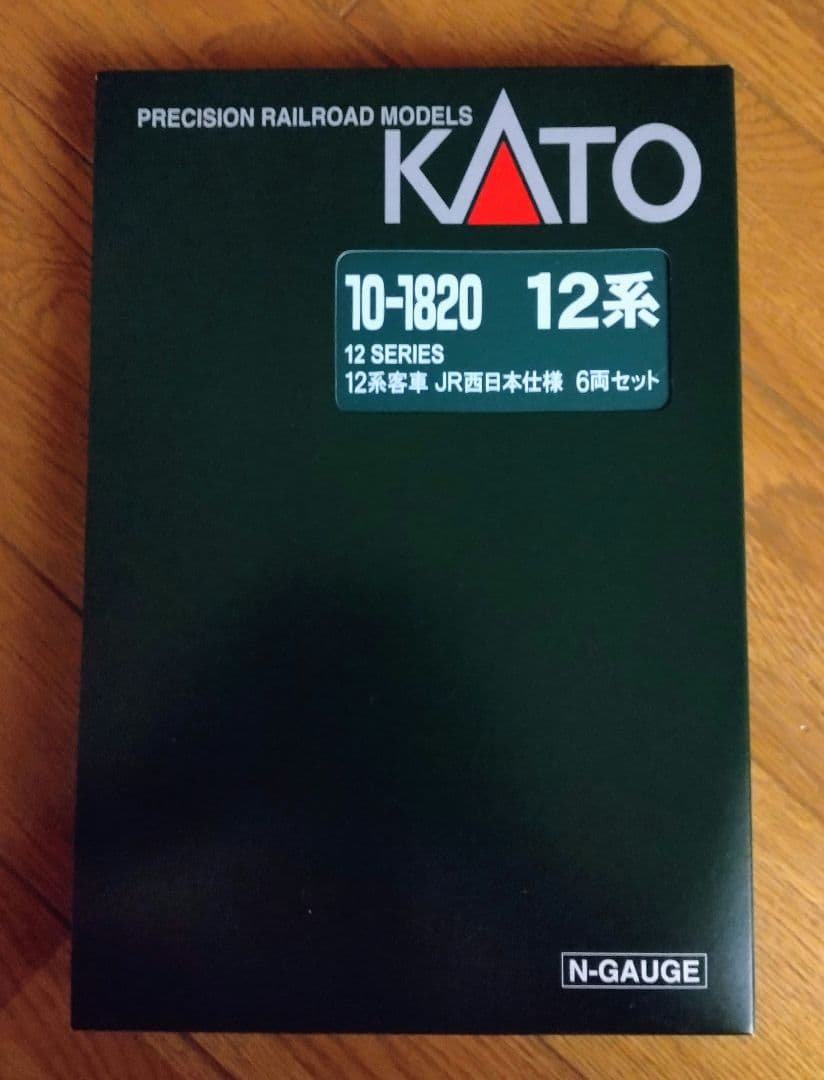 PRECISION RAILROAD MODELS
KATO
10-1820 12系
12 SERIES
12系客車 JR西日本仕様 6両セット
N-GAUGE